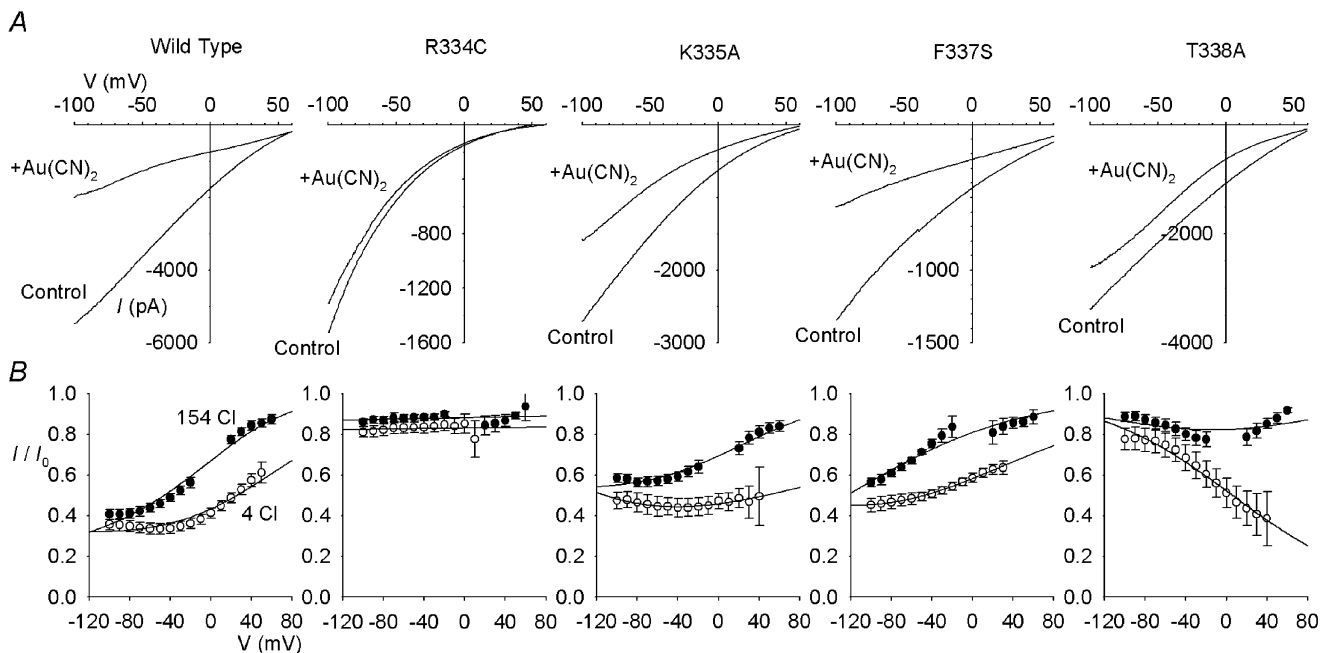 A
Wild Type
R334C
K335A
F337S
T338A
V (mV)
-100 -50 0 50
-100 -50 0 50
-100 -50 0 50
-100 -50 0 50
-100 -50 0 50
+Au(CN)2
+Au(CN)2
+Au(CN)2
+Au(CN)2
+Au(CN)2
-4000
-6000
I (pA)
Control
-800
-1200
-1600
Control
-2000
-3000
Control
-1000
-1500
Control
-2000
-4000
Control
B
I / I0
1.0
0.8
0.6
0.4
0.2
0.0
154 Cl
4 Cl
-120 -80 -40 0 40 80
V (mV)
1.0
0.8
0.6
0.4
0.2
0.0
-120 -80 -40 0 40 80
1.0
0.8
0.6
0.4
0.2
0.0
-120 -80 -40 0 40 80
1.0
0.8
0.6
0.4
0.2
0.0
-120 -80 -40 0 40 80
1.0
0.8
0.6
0.4
0.2
0.0
-120 -80 -40 0 40 80